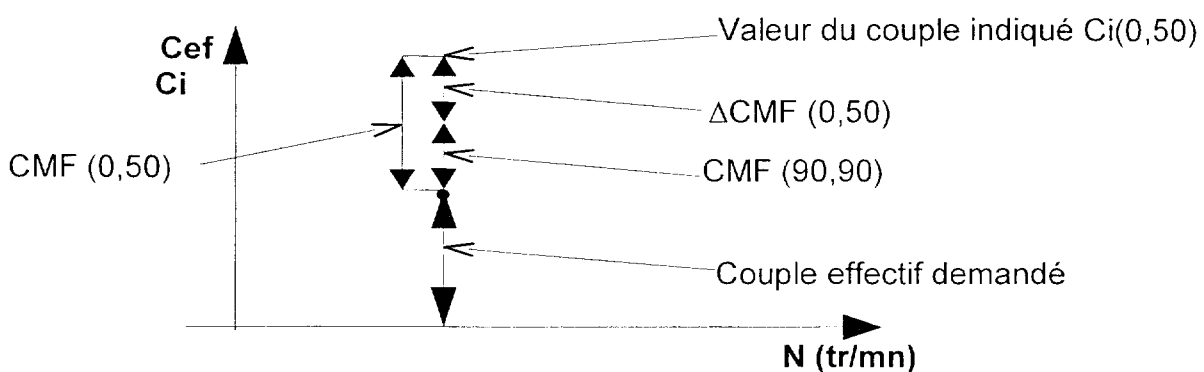 Valeur du couple indiqué Ci(0,50)
Cef
Ci
ΔCMF (0,50)
CMF (0,50)
CMF (90,90)
Couple effectif demandé
N (tr/mn)